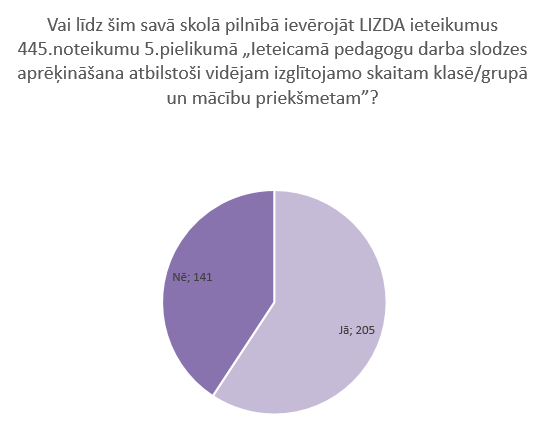 Vai līdz šim savā skolā pilnībā ievērojāt LIZDA ieteikumus
445.noteikumu 5.pielikumā „Ieteicamā pedagogu darba slodzes
aprēķināšana atbilstoši vidējam izglītojamo skaitam klasē/grupā
un mācību priekšmetam”?
Nē; 141
Jā; 205